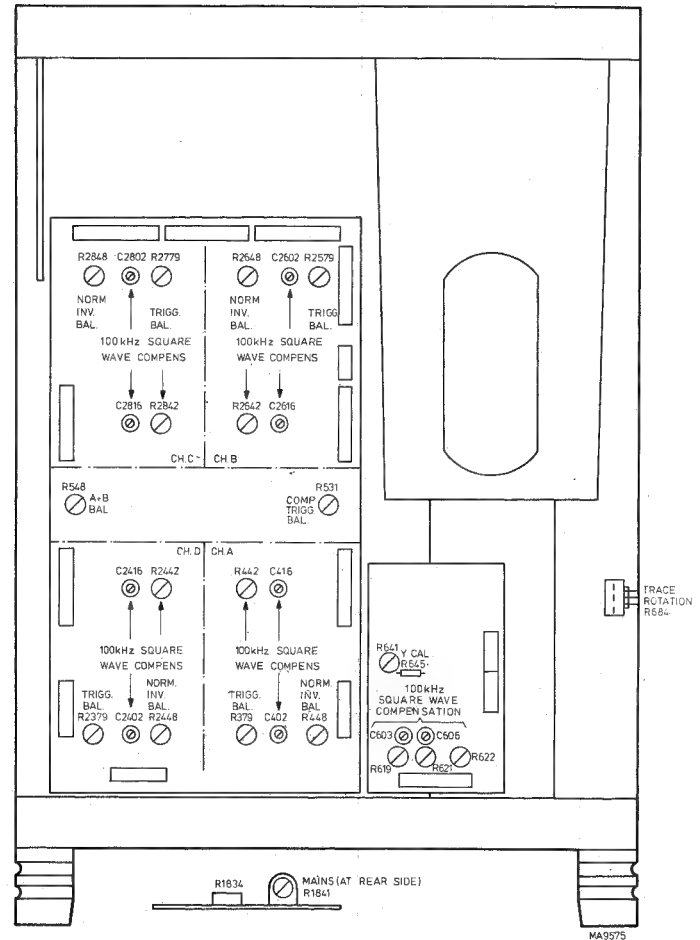 R2848 C2802 R2779
R2648 C2602 R2579
NORM
INV.
BAL.
TRIGG.
BAL.
NORM
INV.
BAL.
TRIGG
BAL.
100kHz SQUARE
WAVE COMPENS
100kHz SQUARE
WAVE COMPENS
C2816 R2842
R2642 C2616
CH.C
CH.B
R548
A+B
BAL
R531
COMP
TRIGG
BAL.
CH.D
CH.A
C2416 R2442
R442 C416
100kHz SQUARE
WAVE COMPENS
100kHz SQUARE
WAVE COMPENS
TRIGG.
BAL
R2379
C2402
NORM.
INV.
BAL
R2448
TRIGG.
BAL.
R379
C402
NORM.
INV.
BAL
R448
TRACE
ROTATION
R684
R641
Y CAL
R645
100kHz
SQUARE WAVE
COMPENSATION
C603
C606
R619
R621
R622
R1834
MAINS (AT REAR SIDE)
R1841
MA9575